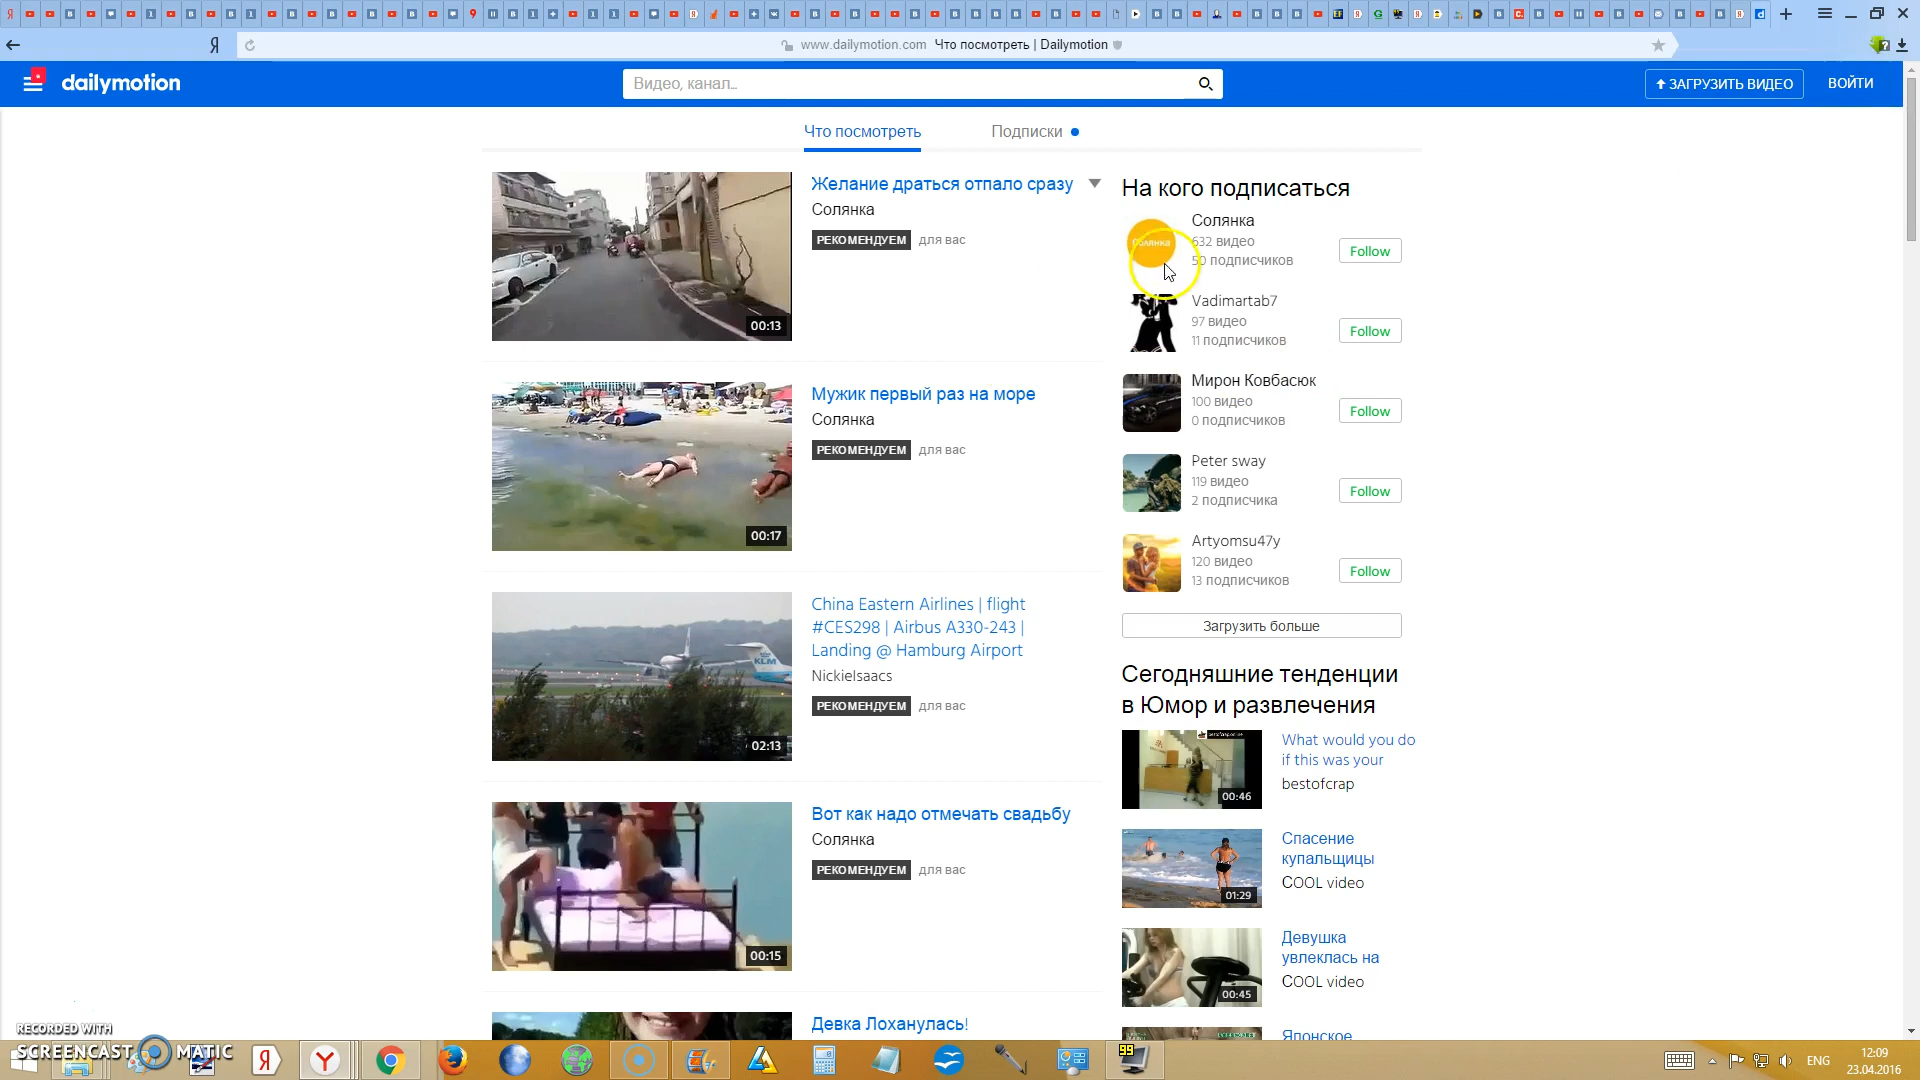 www.dailymotion.com Что посмотреть | Dailymotion
dailymotion
Видео, канал...
ЗАГРУЗИТЬ ВИДЕО
ВОЙТИ
Что посмотреть
Подписки
Желание драться отпало сразу
Солянка
РЕКОМЕНДУЕМ для вас
00:13
Мужик первый раз на море
Солянка
РЕКОМЕНДУЕМ для вас
00:17
China Eastern Airlines | flight
#CES298 | Airbus A330-243 |
Landing @ Hamburg Airport
NickieIsaacs
РЕКОМЕНДУЕМ для вас
KLM
02:13
Вот как надо отмечать свадьбу
Солянка
РЕКОМЕНДУЕМ для вас
00:15
Девка Лоханулась!
На кого подписаться
Солянка
Солянка
632 видео
50 подписчиков
Follow
Vadimartab7
97 видео
11 подписчиков
Follow
Мирон Ковбасюк
100 видео
0 подписчиков
Follow
Peter sway
119 видео
2 подписчика
Follow
Artyomsu47y
120 видео
13 подписчиков
Follow
Загрузить больше
Сегодняшние тенденции
в Юмор и развлечения
What would you do
if this was your
bestofcrap
00:46
Спасение
купальщицы
COOL video
01:29
Девушка
увлеклась на
COOL video
00:45
Японское
RECORDED WITH
SCREENCAST MATIC
99
ENG
12:09
23.04.2016